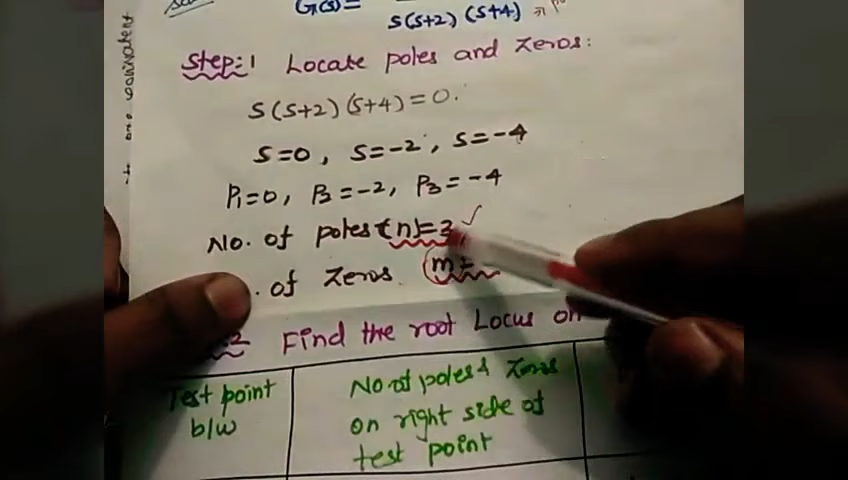 G(s) =
s(s+2) (s+4)
Step:1 Locate poles and zeros:
s(s+2)(s+4)=0.
s=0, s=-2, s=-4
P1=0, P2=-2, P3=-4
No. of poles (n)=3 ✓
. of zeros (m=
2 Find the root Locus on
Test point
b/w
No of poles & zeros
on right side of
test point